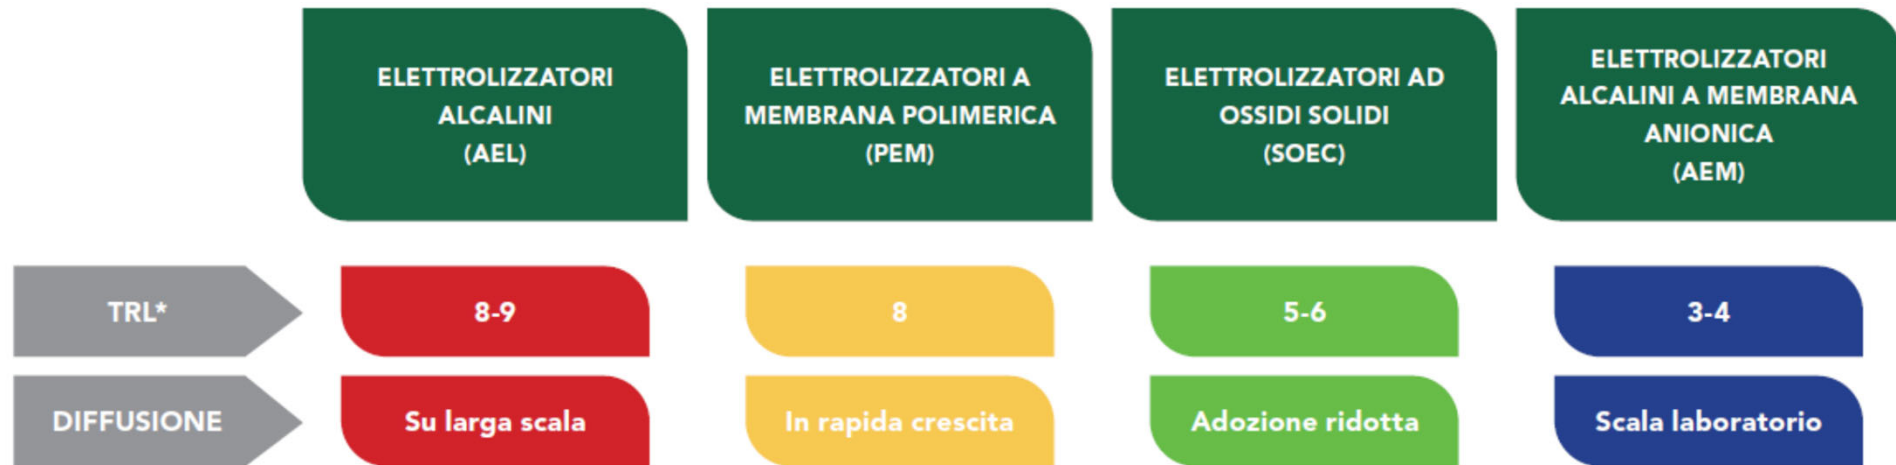 ELETTROLIZZATORI
ALCALINI
(AEL)
ELETTROLIZZATORI A
MEMBRANA POLIMERICA
(PEM)
ELETTROLIZZATORI AD
OSSIDI SOLIDI
(SOEC)
ELETTROLIZZATORI
ALCALINI A MEMBRANA
ANIONICA
(AEM)
TRL*
8-9
8
5-6
3-4
DIFFUSIONE
Su larga scala
In rapida crescita
Adozione ridotta
Scala laboratorio